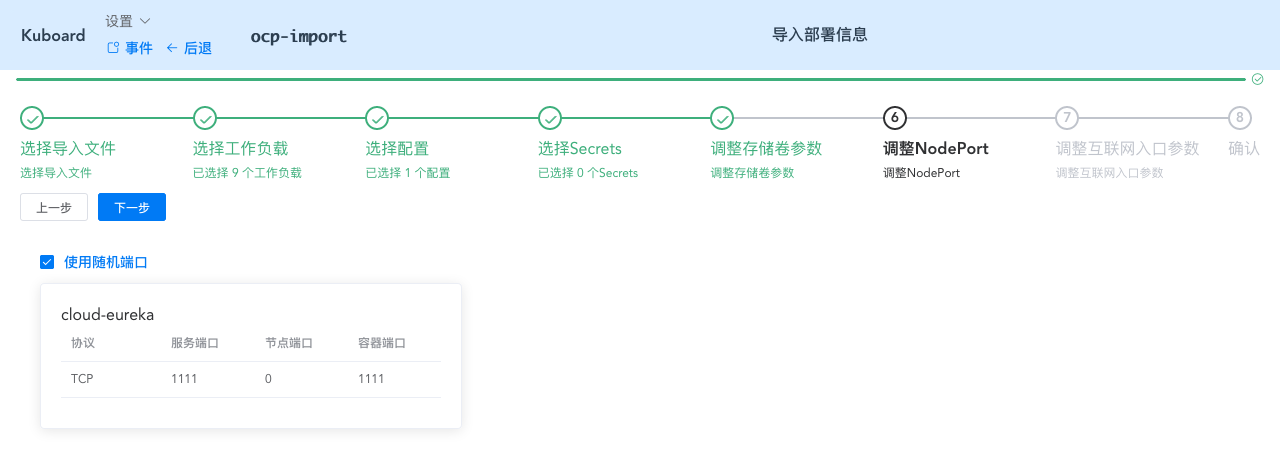 Kuboard
设置
事件
后退
ocp-import
导入部署信息
选择导入文件
选择导入文件
选择工作负载
已选择 9 个工作负载
选择配置
已选择 1 个配置
选择Secrets
已选择 0 个Secrets
调整存储卷参数
调整存储卷参数
6
调整NodePort
调整NodePort
7
调整互联网入口参数
调整互联网入口参数
8
确认
上一步
下一步
使用随机端口
cloud-eureka
协议 服务端口 节点端口 容器端口
TCP 1111 0 1111